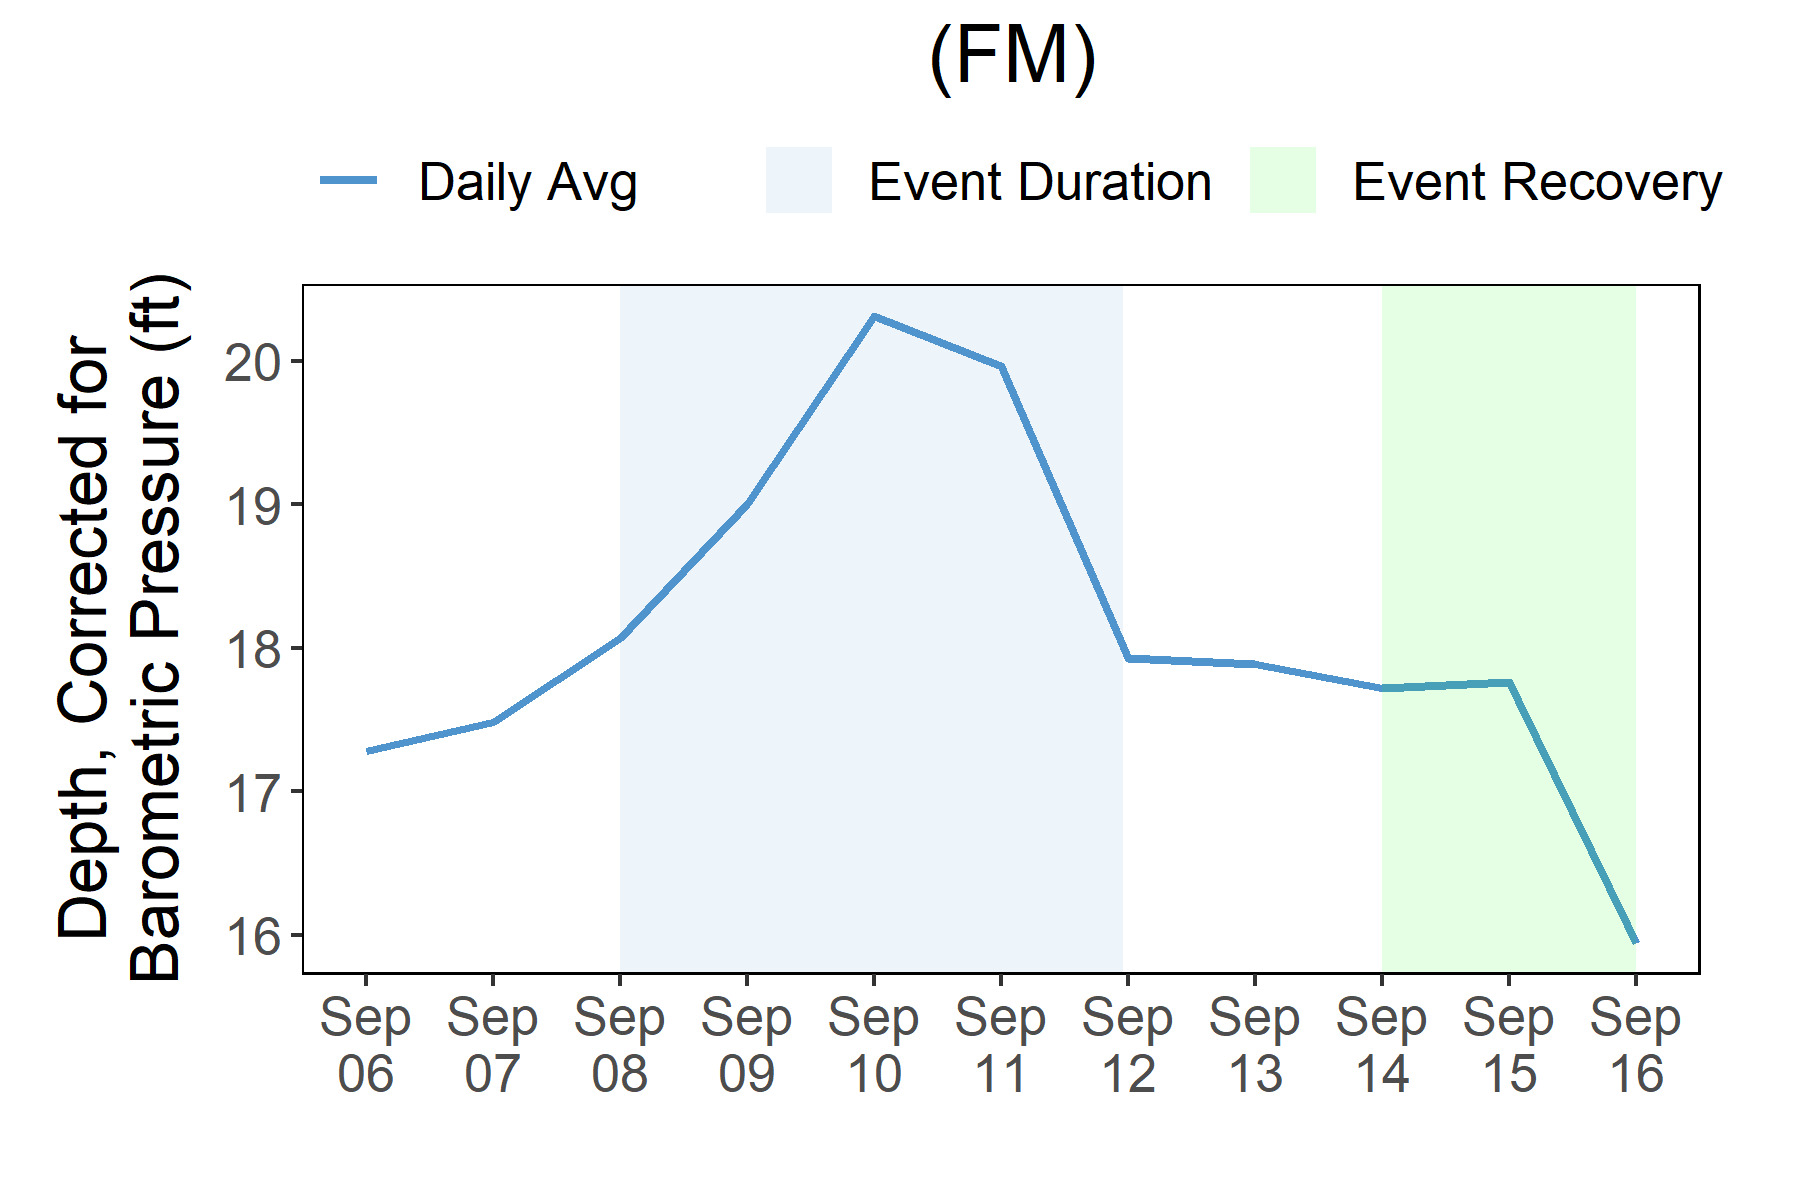 (FM)
Daily Avg Event Duration Event Recovery
Depth, Corrected for
Barometric Pressure (ft)
20
19
18
17
16
Sep Sep Sep Sep Sep Sep Sep Sep Sep Sep Sep
06 07 08 09 10 11 12 13 14 15 16